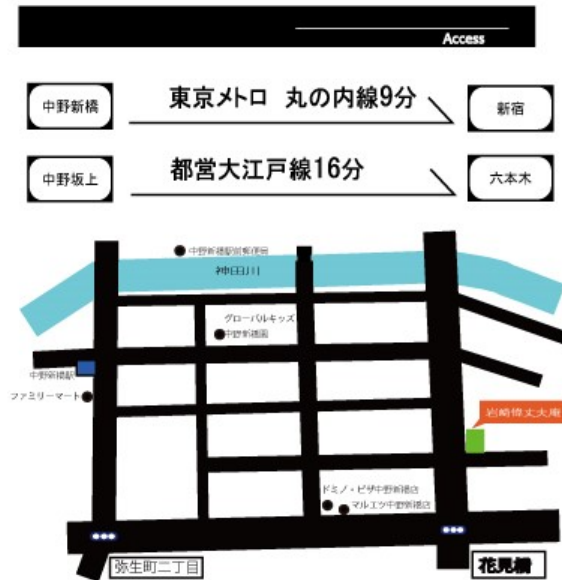 Access
中野新橋
東京メトロ 丸の内線9分
新宿
中野坂上
都営大江戸線16分
六本木
中野新橋駅前郵便局
神田川
グローバルキッズ
中野新橋園
中野新橋駅
ファミリーマート
岩崎偉丈夫庵
ドミノ・ピザ中野新橋店
マルエツ中野新橋店
弥生町二丁目
花見橋